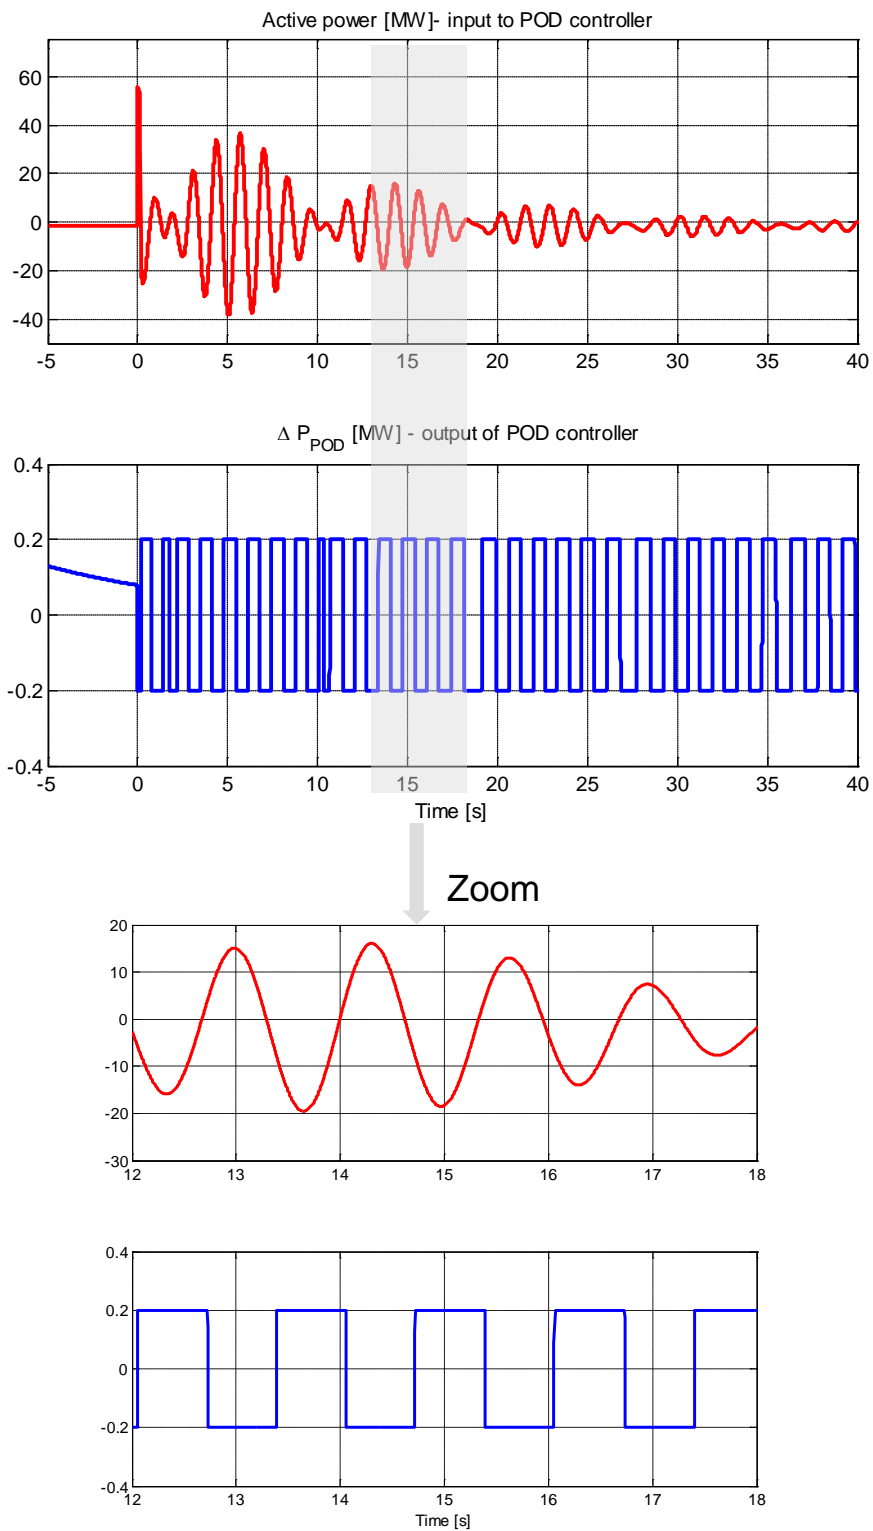 Active power [MW]- input to POD controller
60
40
20
0
-20
-40
-5 0 5 10 15 20 25 30 35 40
Δ P_POD [MW] - output of POD controller
0.4
0.2
0
-0.2
-0.4
-5 0 5 10 15 20 25 30 35 40
Time [s]
Zoom
20
10
0
-10
-20
-30
12 13 14 15 16 17 18
0.4
0.2
0
-0.2
-0.4
12 13 14 15 16 17 18
Time [s]